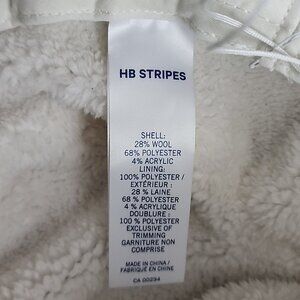 HB STRIPES
SHELL:
28% WOOL
68% POLYESTER
4% ACRYLIC
LINING:
100% POLYESTER /
EXTÉRIEUR :
28 % LAINE
68 % POLYESTER
4 % ACRYLIQUE
DOUBLURE :
100 % POLYESTER
EXCLUSIVE OF
TRIMMING
GARNITURE NON
COMPRISE
MADE IN CHINA /
FABRIQUÉ EN CHINE
CA 00234